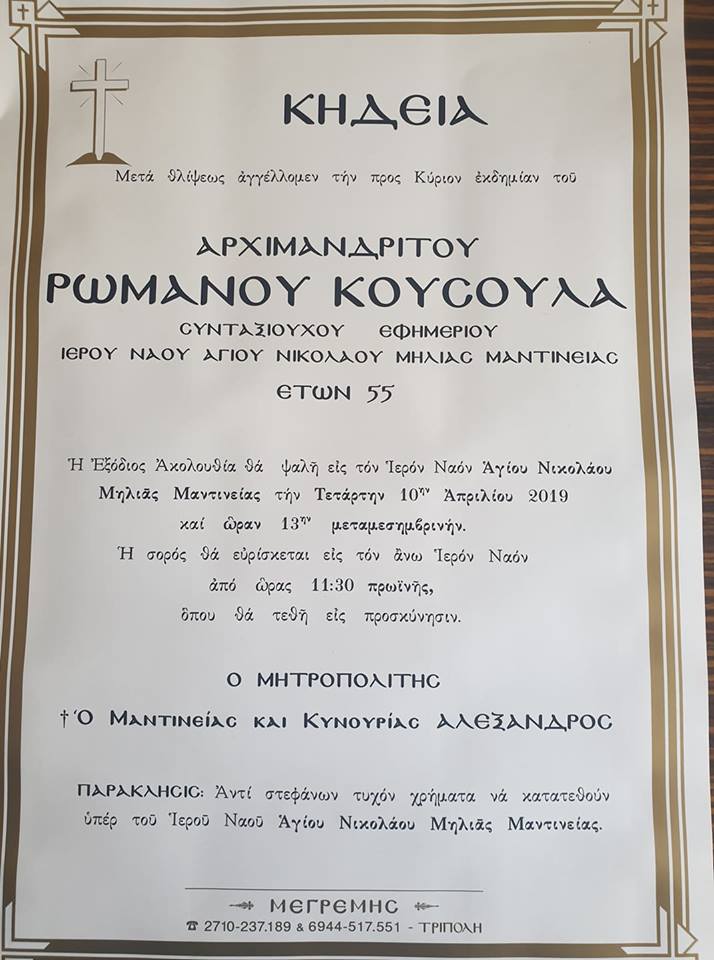 ΚΗΔΕΙΑ
Μετά θλίψεως ἀγγέλλομεν τήν προς Κύριον ἐκδημίαν τοῦ
ΑΡΧΙΜΑΝΔΡΙΤΟΥ
ΡΩΜΑΝΟΥ ΚΟΥϹΟΥΛΑ
ϹΥΝΤΑΞΙΟΥΧΟΥ ΕΦΗΜΕΡΙΟΥ
ΙΕΡΟΥ ΝΑΟΥ ΑΓΙΟΥ ΝΙΚΟΛΑΟΥ ΜΗΛΙΑϹ ΜΑΝΤΙΝΕΙΑϹ
ΕΤΩΝ 55
Ἡ Ἐξόδιος Ἀκολουθία θά ψαλῆ εἰς τόν Ἱερόν Ναόν Ἁγίου Νικολάου
Μηλιᾶς Μαντινείας τήν Τετάρτην 10ην Ἀπριλίου 2019
καί ὥραν 13ην μεταμεσημβρινήν.
Ἡ σορός θά εὑρίσκεται εἰς τόν ἄνω Ἱερόν Ναόν
ἀπό ὥρας 11:30 πρωϊνῆς,
ὅπου θά τεθῆ εἰς προσκύνησιν.
Ο ΜΗΤΡΟΠΟΛΙΤΗϹ
† Ὁ Μαντινείαϲ και Κυνουρίαϲ ΑΛΕΞΑΝΔΡΟϹ
ΠΑΡΑΚΛΗϹΙϹ: Ἀντί στεφάνων τυχόν χρήματα νά κατατεθούν
ὑπέρ τοῦ Ἱεροῦ Ναοῦ Ἁγίου Νικολάου Μηλιᾶς Μαντινείας.
ΜΕΓΡΕΜΗϹ
☎ 2710-237.189 & 6944-517.551 - ΤΡΙΠΟΛΗ